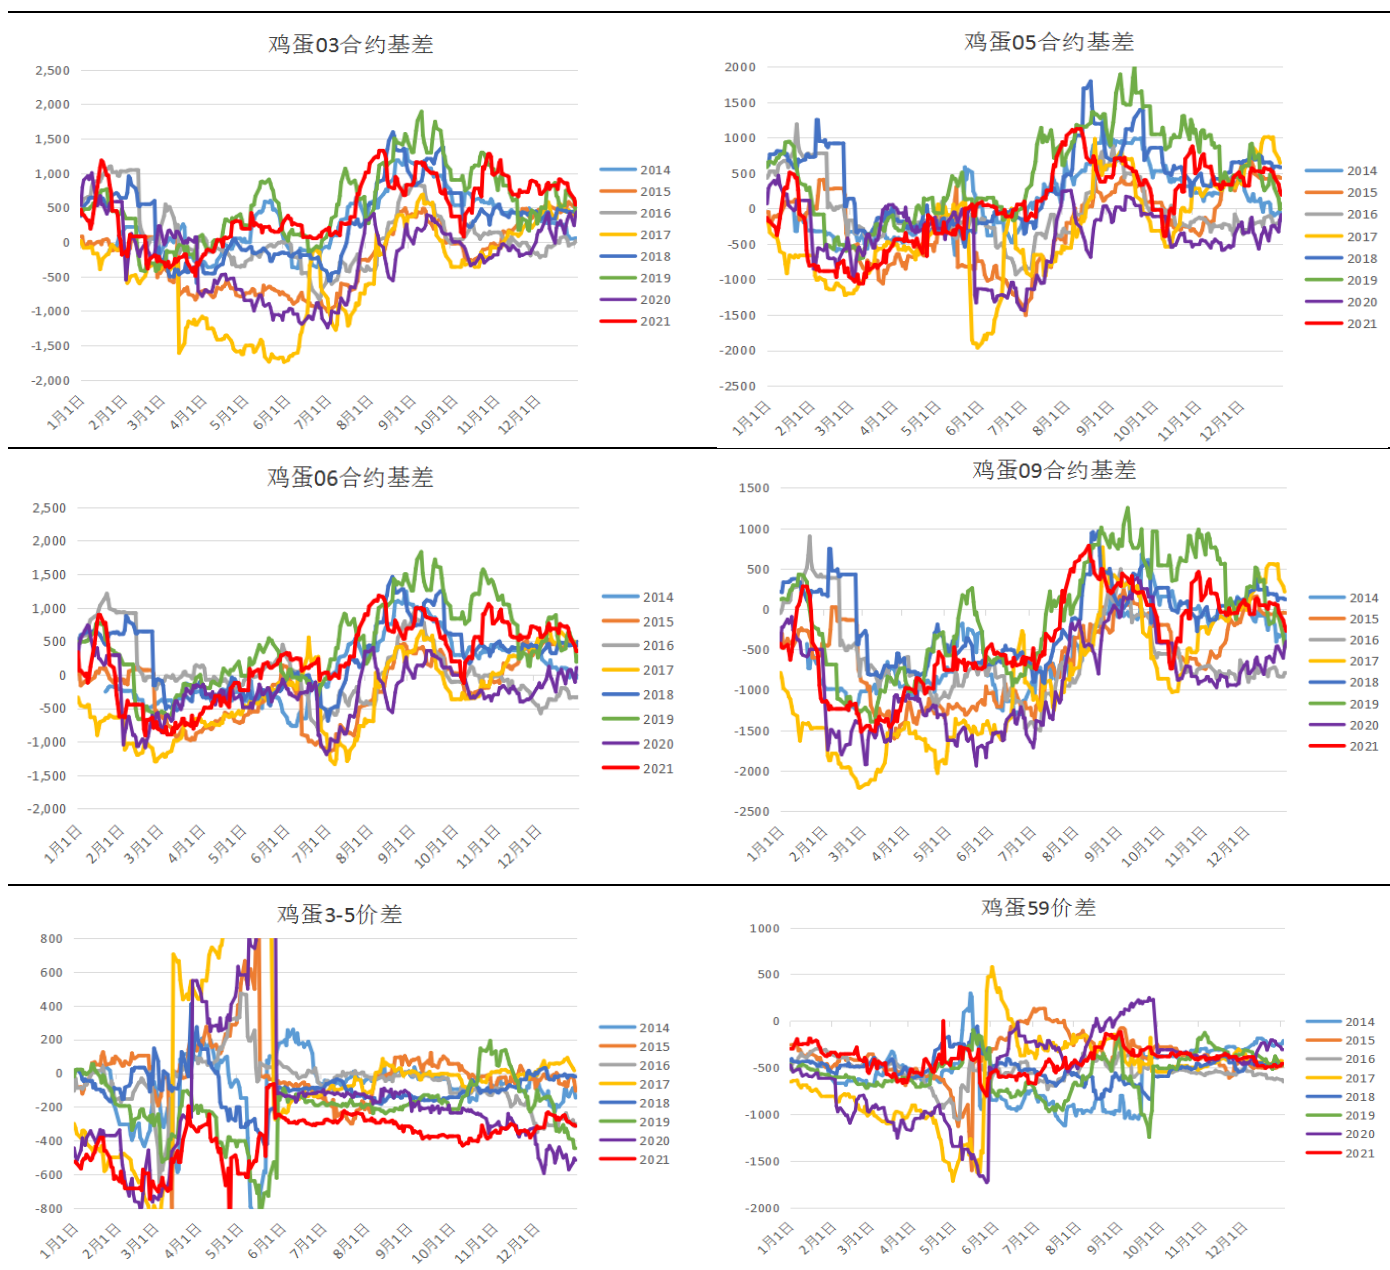 鸡蛋03合约基差
2,500
2,000
1,500
1,000
500
0
-500
-1,000
-1,500
-2,000
1月1日
2月1日
3月1日
4月1日
5月1日
6月1日
7月1日
8月1日
9月1日
10月1日
11月1日
12月1日
2014
2015
2016
2017
2018
2019
2020
2021
鸡蛋05合约基差
2000
1500
1000
500
0
-500
-1000
-1500
-2000
-2500
1月1日
2月1日
3月1日
4月1日
5月1日
6月1日
7月1日
8月1日
9月1日
10月1日
11月1日
12月1日
2014
2015
2016
2017
2018
2019
2020
2021
鸡蛋06合约基差
2,500
2,000
1,500
1,000
500
0
-500
-1,000
-1,500
-2,000
1月1日
2月1日
3月1日
4月1日
5月1日
6月1日
7月1日
8月1日
9月1日
10月1日
11月1日
12月1日
2014
2015
2016
2017
2018
2019
2020
2021
鸡蛋09合约基差
1500
1000
500
0
-500
-1000
-1500
-2000
-2500
1月1日
2月1日
3月1日
4月1日
5月1日
6月1日
7月1日
8月1日
9月1日
10月1日
11月1日
12月1日
2014
2015
2016
2017
2018
2019
2020
2021
鸡蛋3-5价差
800
600
400
200
0
-200
-400
-600
-800
1月1日
2月1日
3月1日
4月1日
5月1日
6月1日
7月1日
8月1日
9月1日
10月1日
11月1日
12月1日
2014
2015
2016
2017
2018
2019
2020
2021
鸡蛋59价差
1000
500
0
-500
-1000
-1500
-2000
1月1日
2月1日
3月1日
4月1日
5月1日
6月1日
7月1日
8月1日
9月1日
10月1日
11月1日
12月1日
2014
2015
2016
2017
2018
2019
2020
2021